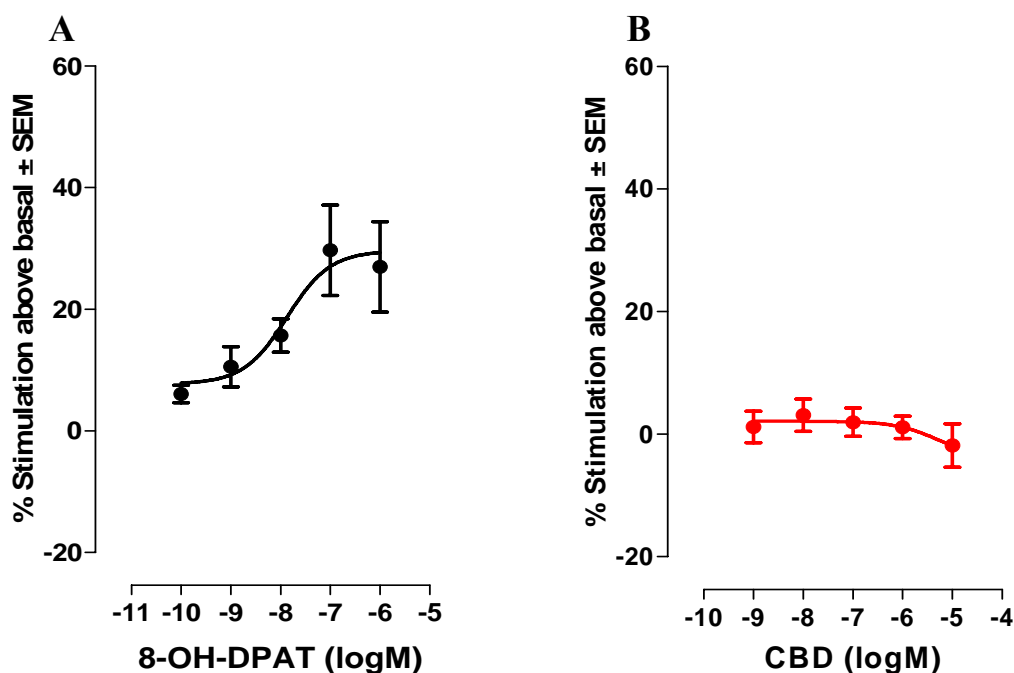 A
% Stimulation above basal ± SEM
60
40
20
0
-20
-11 -10 -9 -8 -7 -6 -5
8-OH-DPAT (logM)
B
% Stimulation above basal ± SEM
60
40
20
0
-20
-10 -9 -8 -7 -6 -5 -4
CBD (logM)